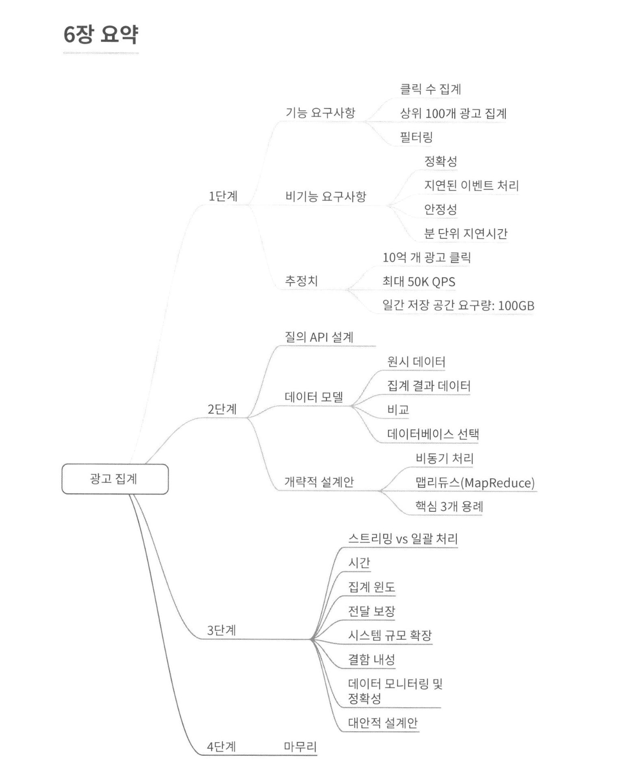 6장 요약
클릭 수 집계
기능 요구사항
상위 100개 광고 집계
필터링
정확성
지연된 이벤트 처리
1단계
비기능 요구사항
안정성
분 단위 지연시간
10억 개 광고 클릭
추정치
최대 50K QPS
일간 저장 공간 요구량: 100GB
질의 API 설계
원시 데이터
집계 결과 데이터
데이터 모델
2단계
비교
데이터베이스 선택
비동기 처리
광고 집계
개략적 설계안
맵리듀스(MapReduce)
핵심 3개 용례
스트리밍 vs 일괄 처리
시간
집계 윈도
전달 보장
3단계
시스템 규모 확장
결함 내성
데이터 모니터링 및
정확성
대안적 설계안
4단계
마무리